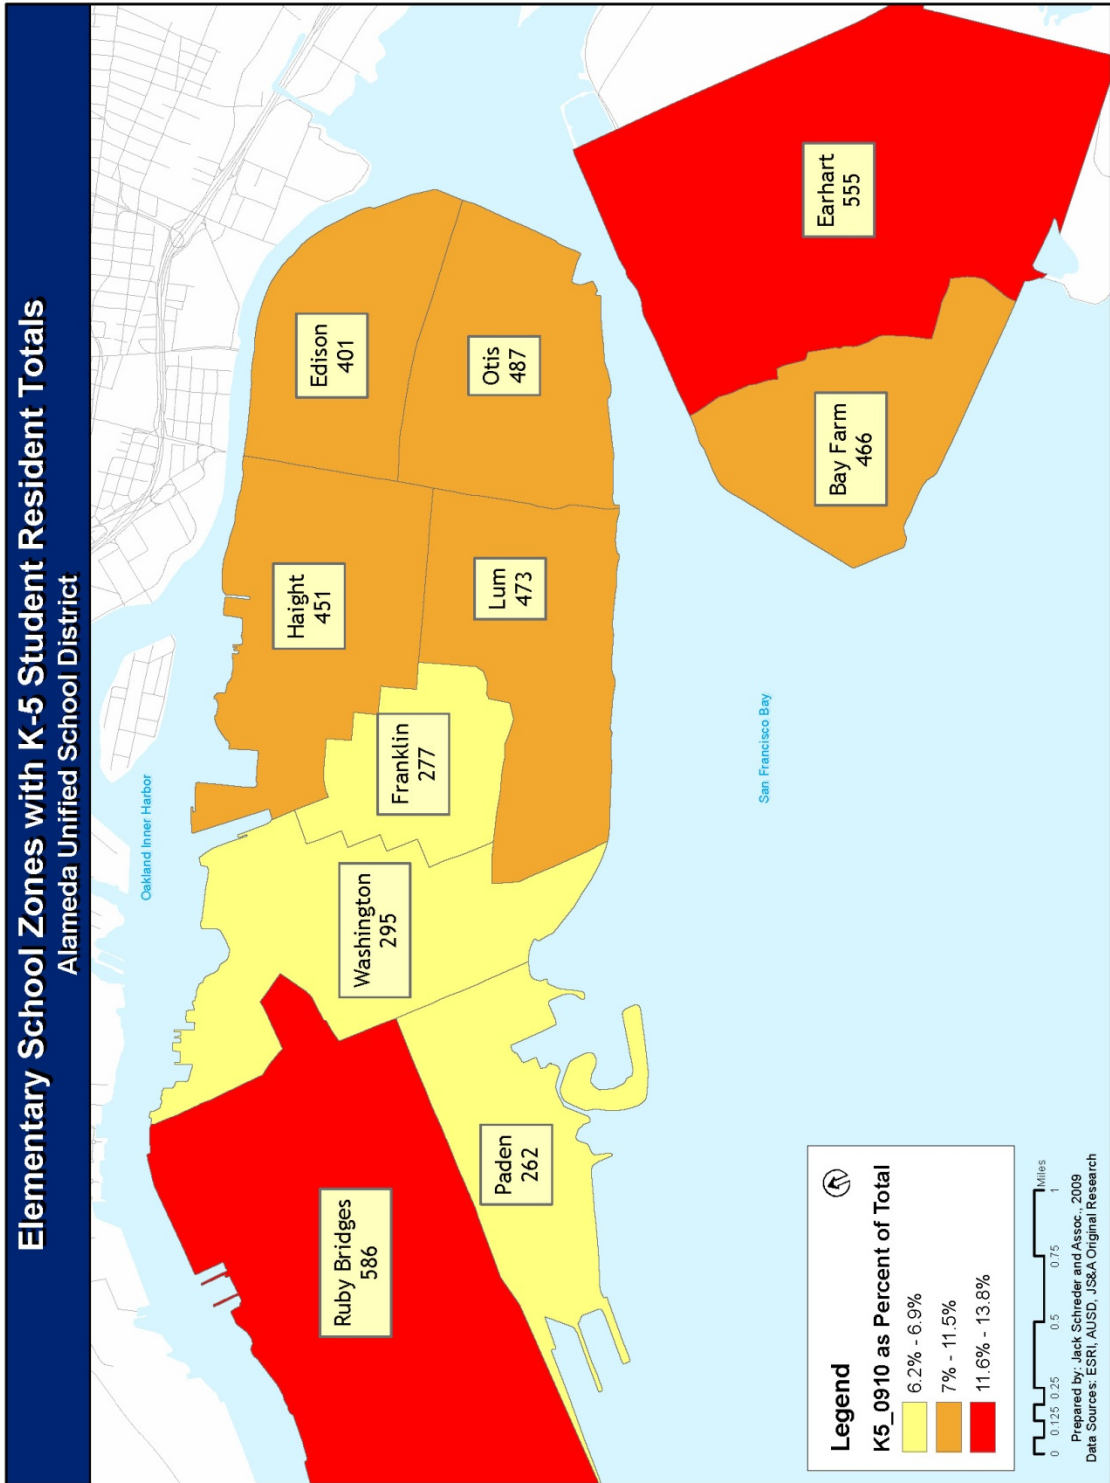 Elementary School Zones with K-5 Student Resident Totals
Alameda Unified School District
Oakland Inner Harbor
Ruby Bridges
586
Washington
295
Paden
262
Franklin
277
Haight
451
Lum
473
Edison
401
Otis
487
Bay Farm
466
Earhart
555
San Francisco Bay
Legend
K5_0910 as Percent of Total
6.2% - 6.9%
7% - 11.5%
11.6% - 13.8%
0 0.125 0.25 0.5 0.75 1
Miles
Prepared by: Jack Schreder and Assoc., 2009
Data Sources: ESRI, AUSD, JS&A Original Research